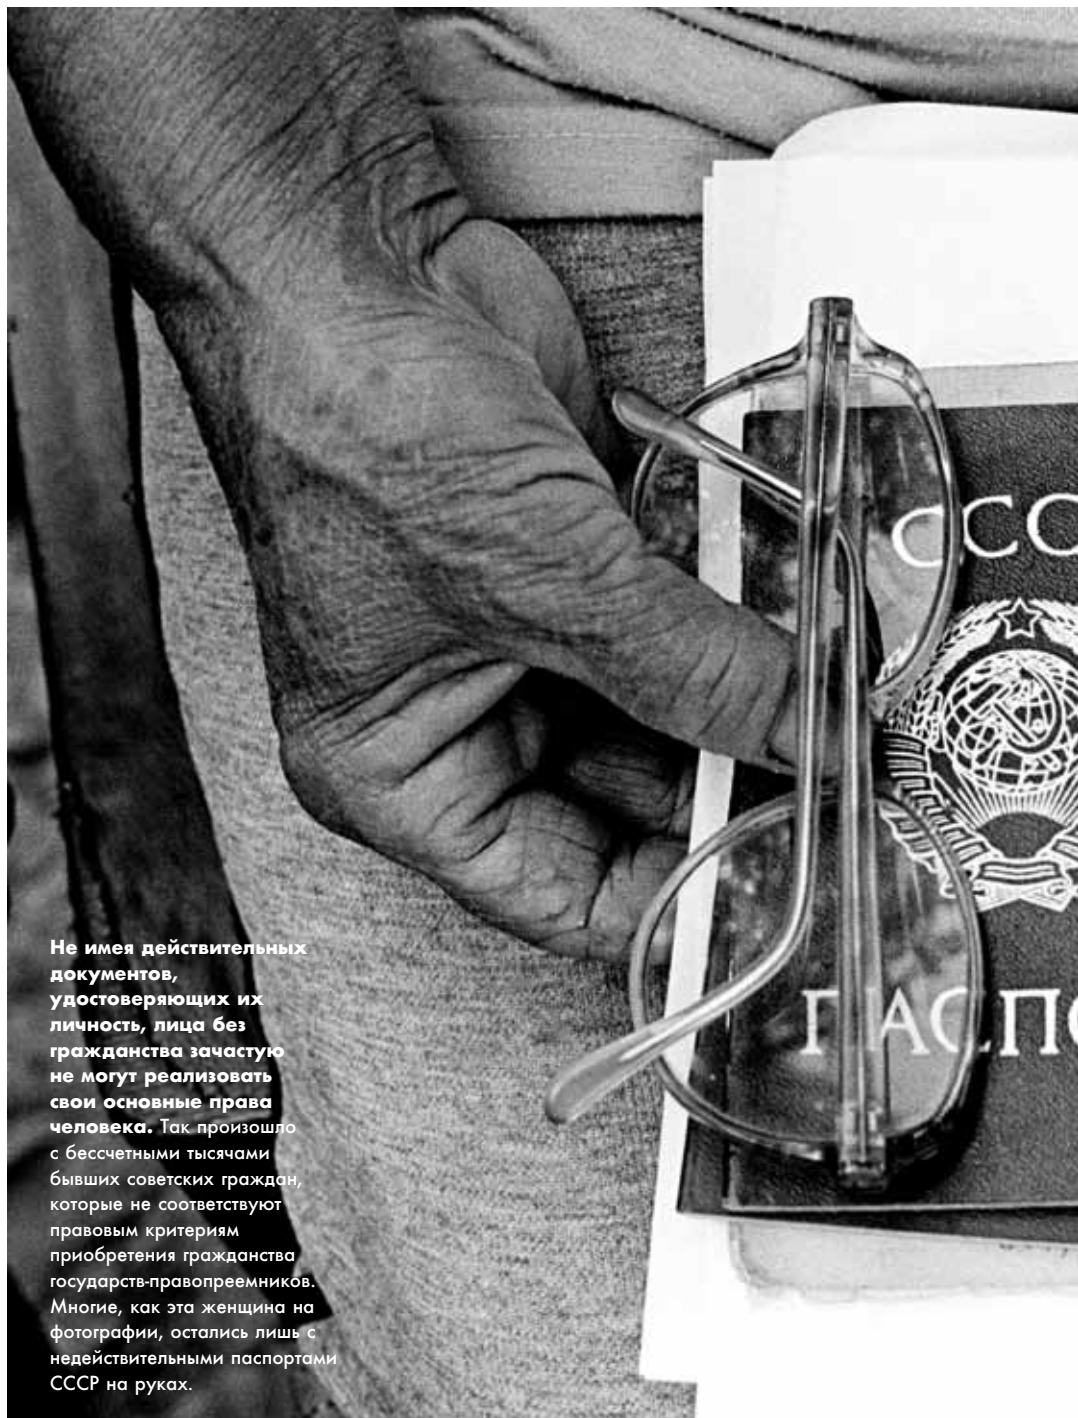 ССС
ПАСП
Не имея действительных
документов,
удостоверяющих их
личность, лица без
гражданства зачастую
не могут реализовать
свои основные права
человека. Так произошло
с бессчетными тысячами
бывших советских граждан,
которые не соответствуют
правовым критериям
приобретения гражданства
государств-правопреемников.
Многие, как эта женщина на
фотографии, остались лишь с
недействительными паспортами
СССР на руках.